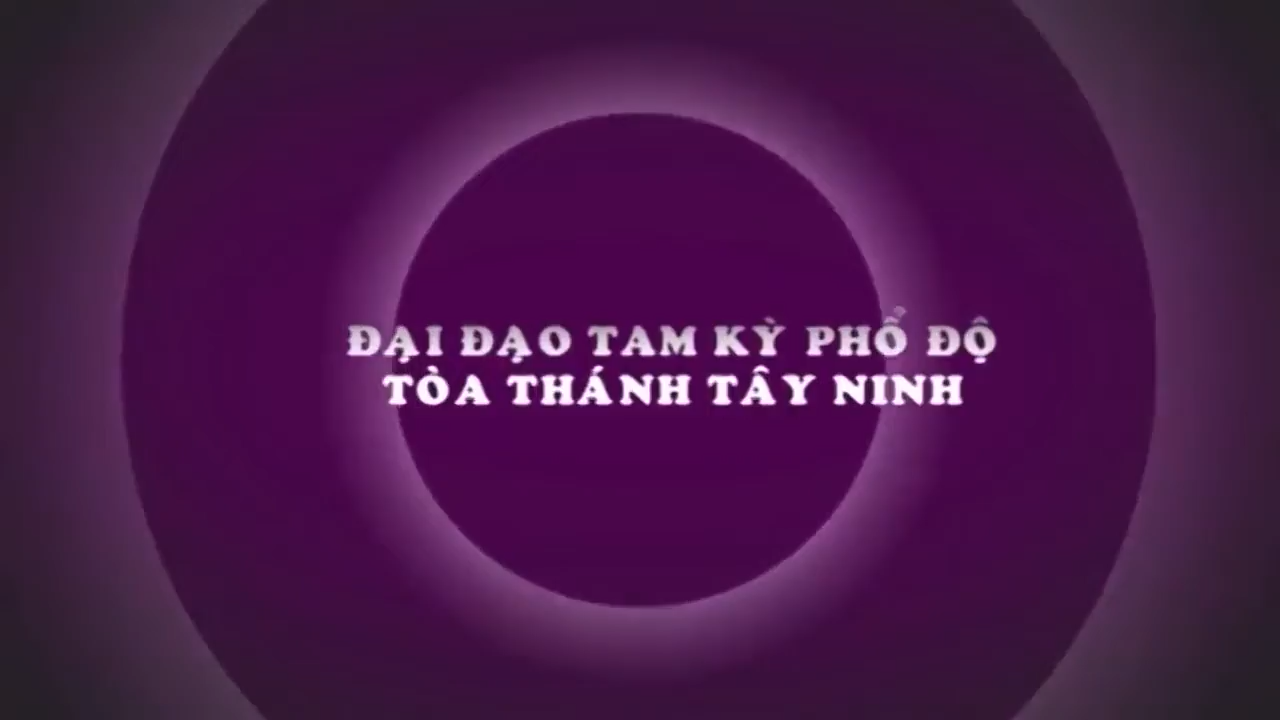 ĐẠI ĐẠO TAM KỲ PHỔ ĐỘ
TÒA THÁNH TÂY NINH